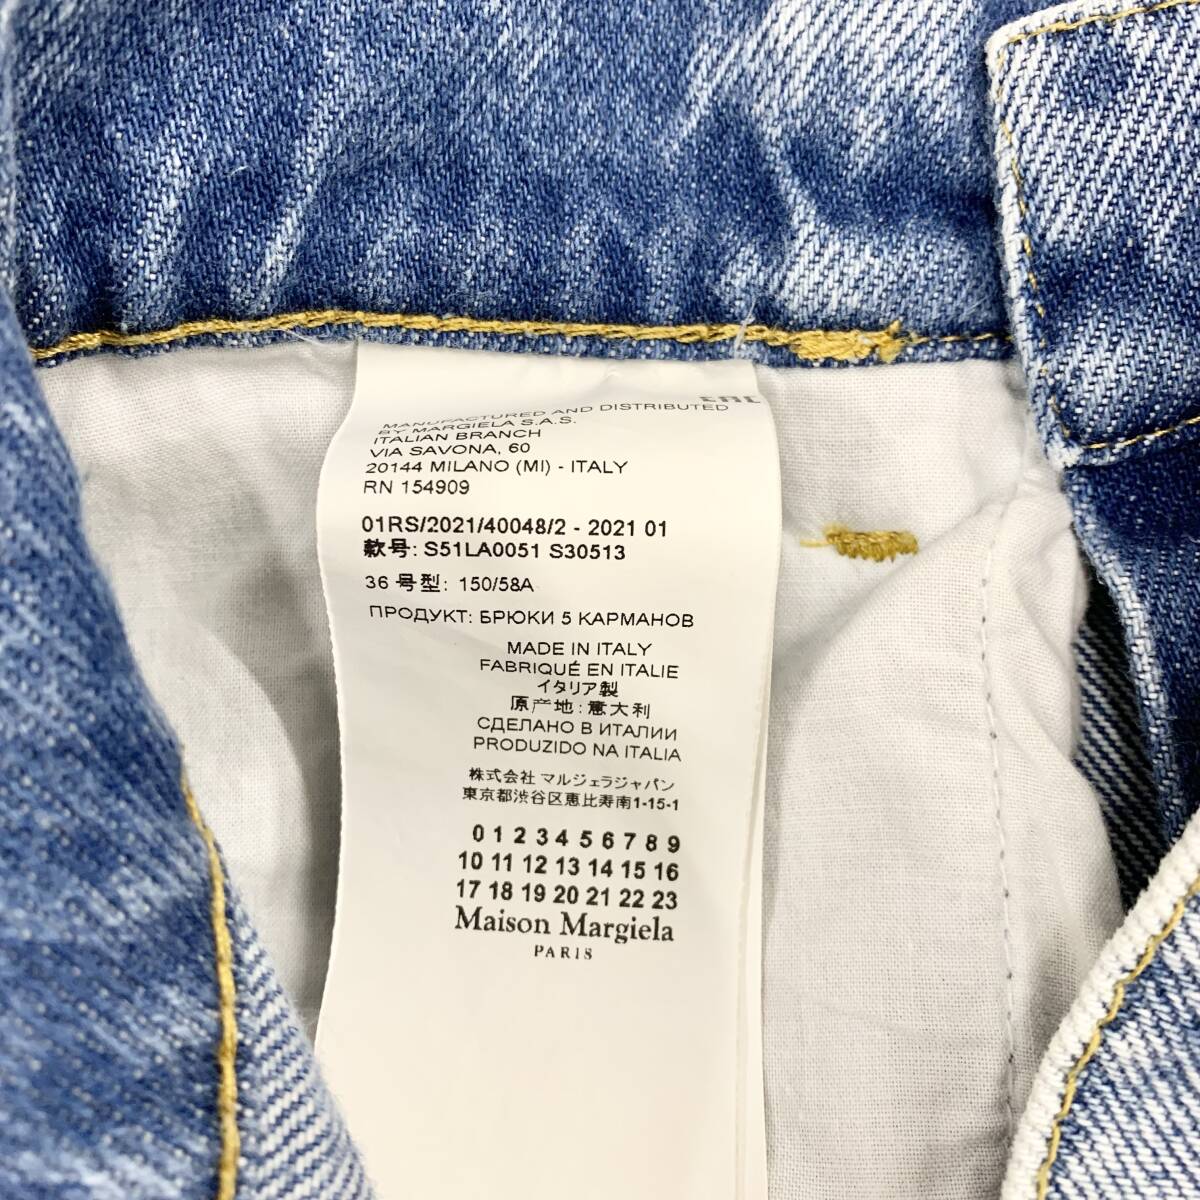 EAC
MANUFACTURED AND DISTRIBUTED
BY MARGIELA S.A.S.
ITALIAN BRANCH
VIA SAVONA, 60
20144 MILANO (MI) - ITALY
RN 154909
01RS/2021/40048/2 - 2021 01
款号: S51LA0051 S30513
36 号型: 150/58A
ПРОДУКТ: БРЮКИ 5 КАРМАНОВ
MADE IN ITALY
FABRIQUÉ EN ITALIE
イタリア製
原产地: 意大利
СДЕЛАНО В ИТАЛИИ
PRODUZIDO NA ITALIA
株式会社 マルジェラジャパン
東京都渋谷区恵比寿南1-15-1
0 1 2 3 4 5 6 7 8 9
10 11 12 13 14 15 16
17 18 19 20 21 22 23
Maison Margiela
PARIS